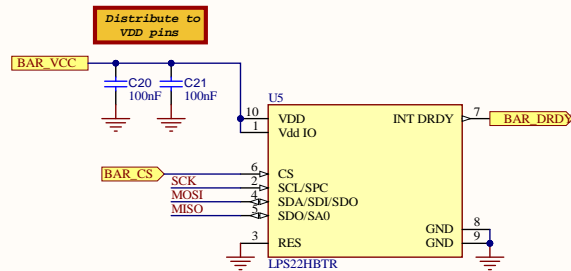 Distribute to
VDD pins
BAR_VCC
C20
100nF
C21
100nF
U5
10
VDD
1
Vdd IO
INT DRDY
7
BAR_DRDY
BAR_CS
6
CS
SCK
2
SCL/SPC
MOSI
4
SDA/SDI/SDO
MISO
5
SDO/SA0
3
RES
GND
8
GND
9
LPS22HBTR